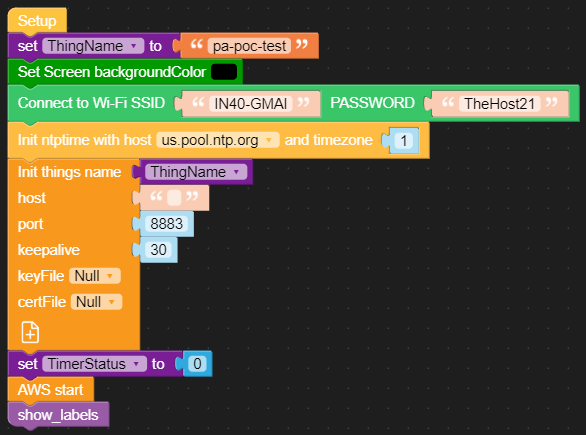 Setup
set ThingName to “ pa-poc-test ”
Set Screen backgroundColor
Connect to Wi-Fi SSID “ IN40-GMAI ” PASSWORD “ TheHost21 ”
Init ntptime with host us.pool.ntp.org and timezone 1
Init things name ThingName
host “ ”
port 8883
keepalive 30
keyFile Null
certFile Null
set TimerStatus to 0
AWS start
show_labels